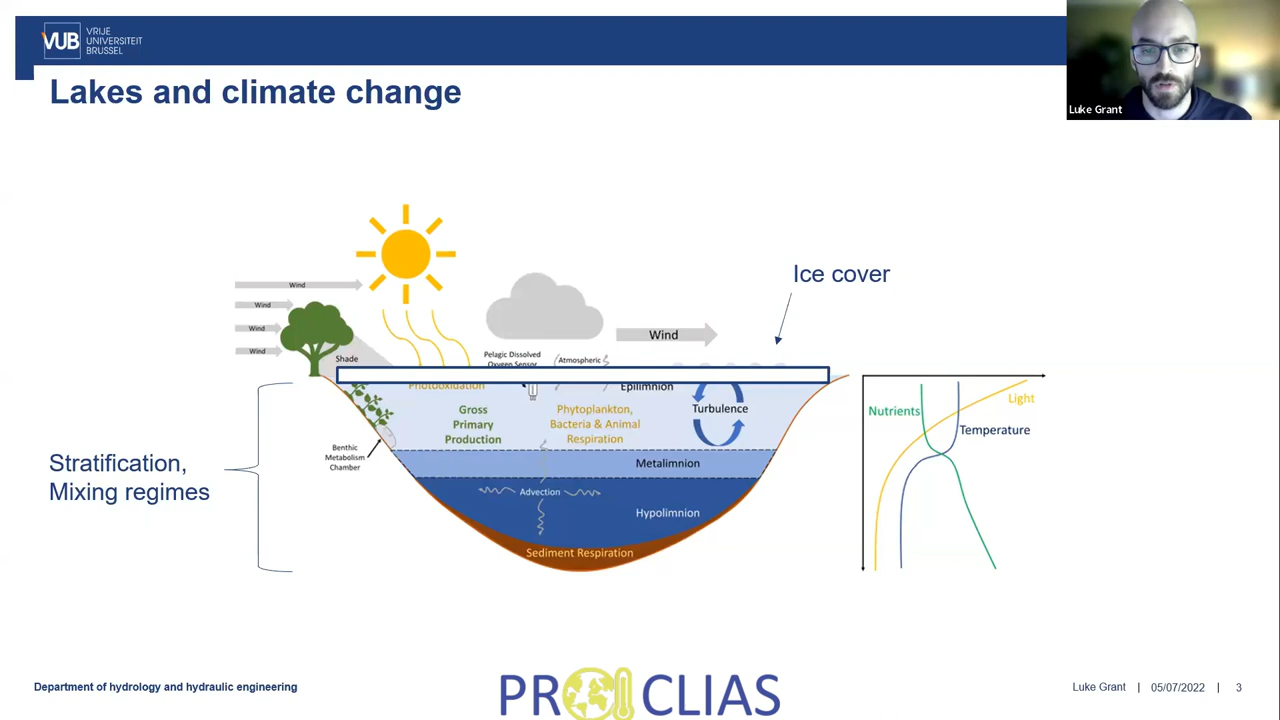 VUB
VRIJE
UNIVERSITEIT
BRUSSEL
Luke Grant
Lakes and climate change
Ice cover
Wind
Wind
Wind
Wind
Wind
Shade
Pelagic Dissolved
Oxygen Sensor
Atmospheric
Photooxidation
Epilimnion
Gross
Primary
Production
Phytoplankton,
Bacteria & Animal
Respiration
Turbulence
Benthic
Metabolism
Chamber
Metalimnion
Advection
Hypolimnion
Sediment Respiration
Nutrients
Light
Temperature
Stratification,
Mixing regimes
Department of hydrology and hydraulic engineering
PROCLIAS
Luke Grant | 05/07/2022 | 3